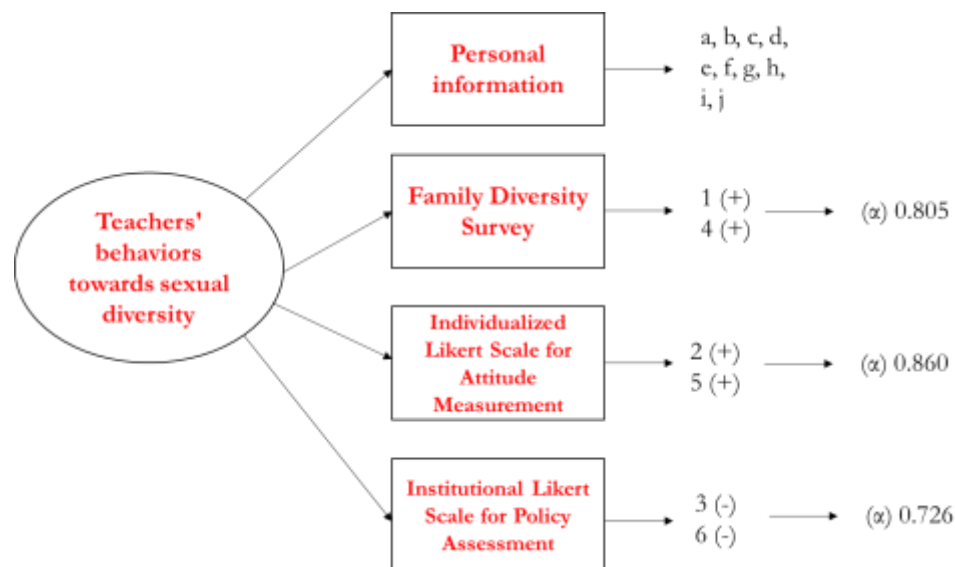 Personal
information
a, b, c, d,
e, f, g, h,
i, j
Teachers'
behaviors
towards sexual
diversity
Family Diversity
Survey
1 (+)
4 (+)
(α) 0.805
Individualized
Likert Scale for
Attitude
Measurement
2 (+)
5 (+)
(α) 0.860
Institutional Likert
Scale for Policy
Assessment
3 (-)
6 (-)
(α) 0.726